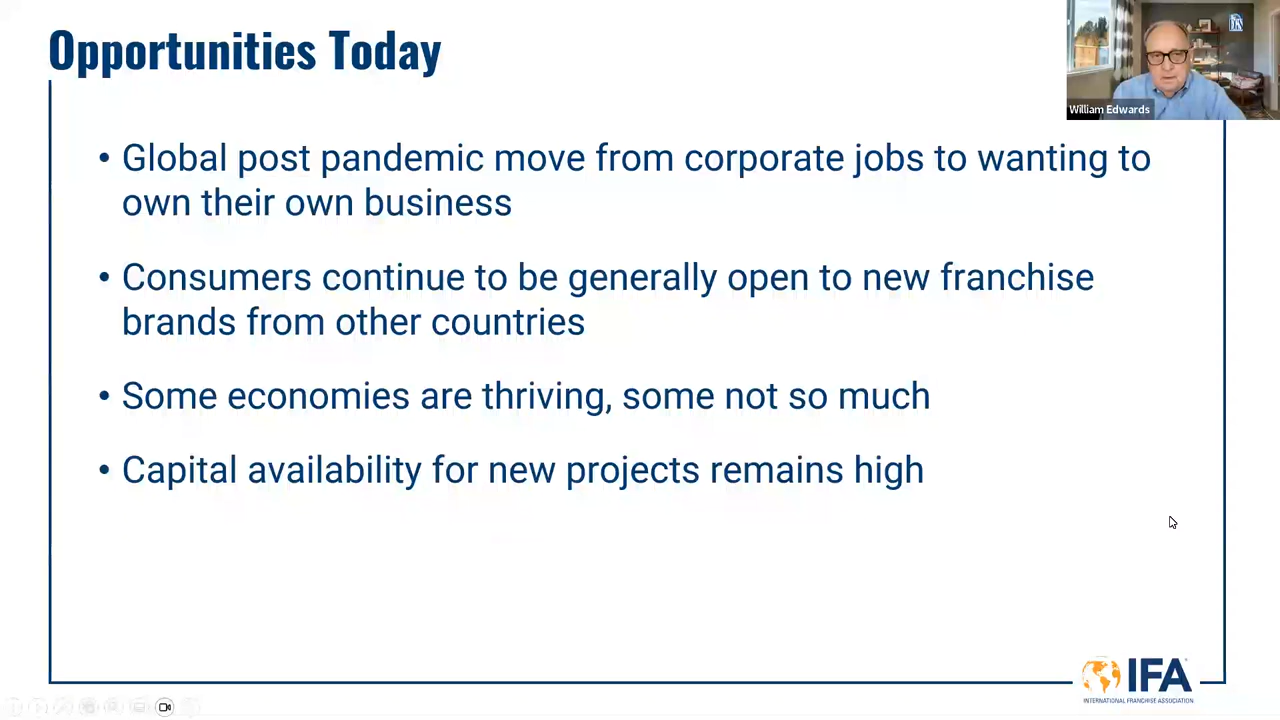 Opportunities Today
William Edwards
• Global post pandemic move from corporate jobs to wanting to
own their own business
• Consumers continue to be generally open to new franchise
brands from other countries
• Some economies are thriving, some not so much
• Capital availability for new projects remains high
IFA
INTERNATIONAL FRANCHISE ASSOCIATION